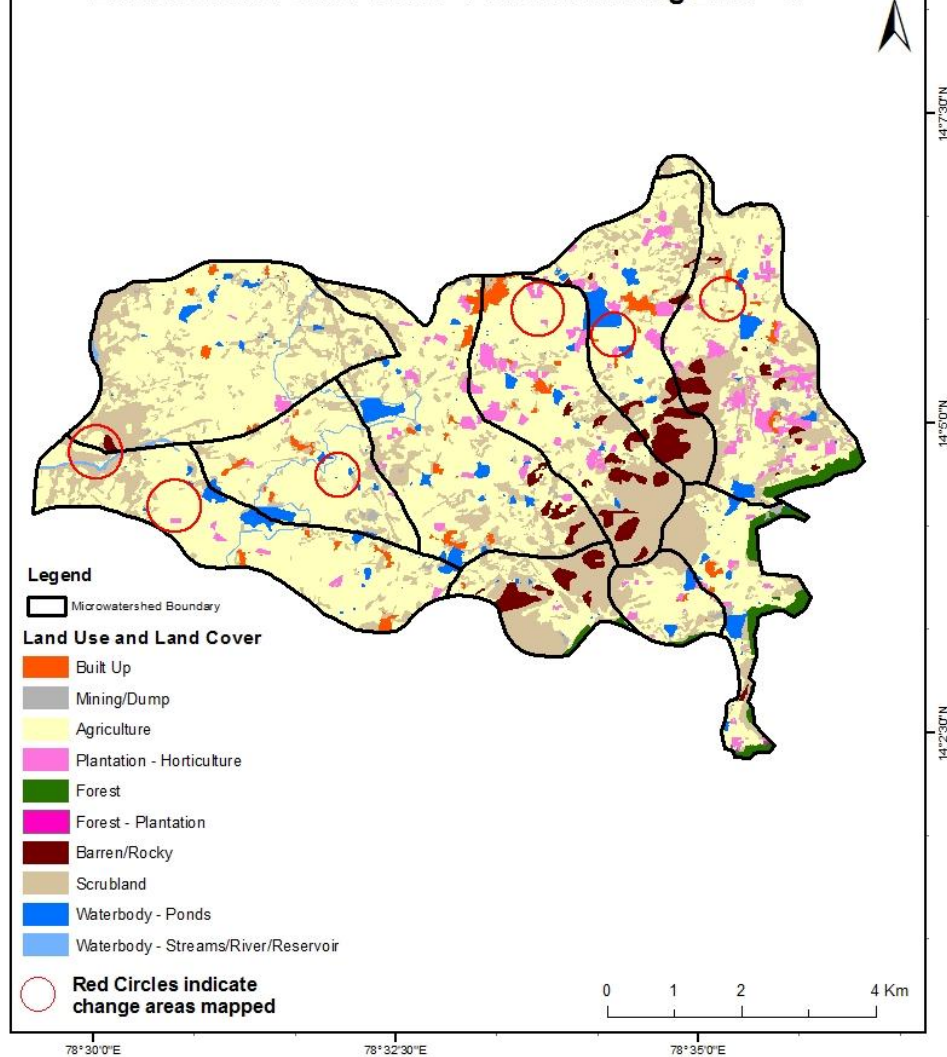 14°7'30"N
14°5'0"N
Legend
Microwatershed Boundary
Land Use and Land Cover
Built Up
Mining/Dump
Agriculture
Plantation - Horticulture
Forest
Forest - Plantation
Barren/Rocky
Scrubland
Waterbody - Ponds
Waterbody - Streams/River/Reservoir
14°2'30"N
Red Circles indicate
change areas mapped
0 1 2 4 Km
78°30'0"E 78°32'30"E 78°35'0"E